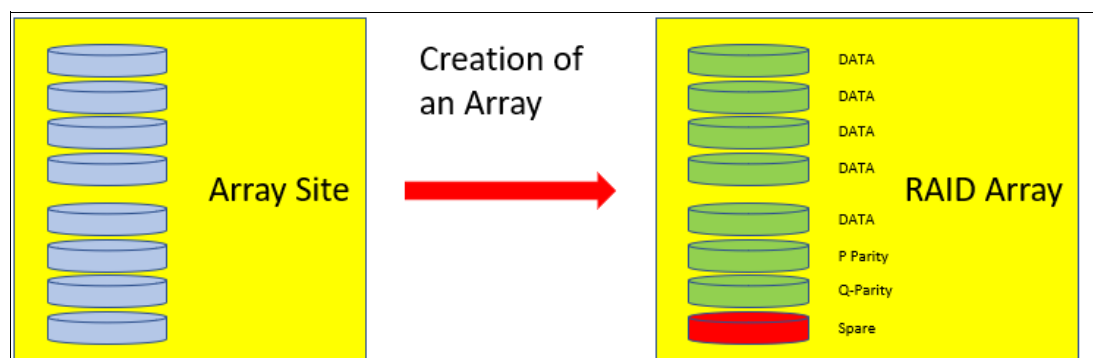 Array Site
Creation of
an Array
DATA
DATA
DATA
DATA
DATA
P Parity
Q-Parity
Spare
RAID Array